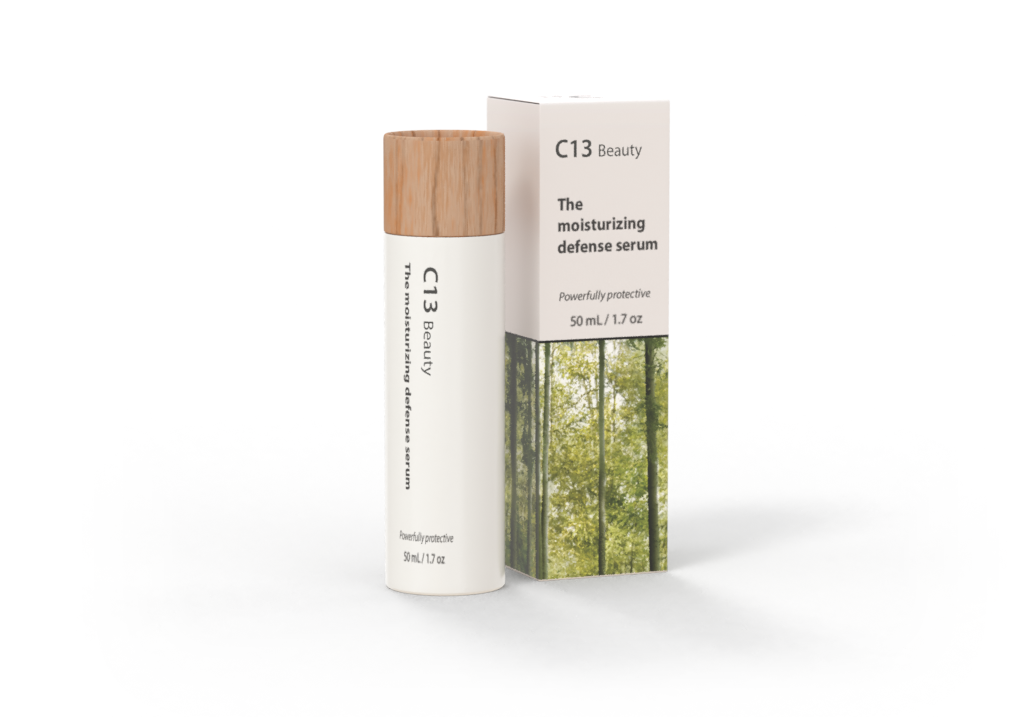 C13 Beauty
The moisturizing defense serum
Powerfully protective
50 mL / 1.7 oz
C13 Beauty
The
moisturizing
defense serum
Powerfully protective
50 mL / 1.7 oz